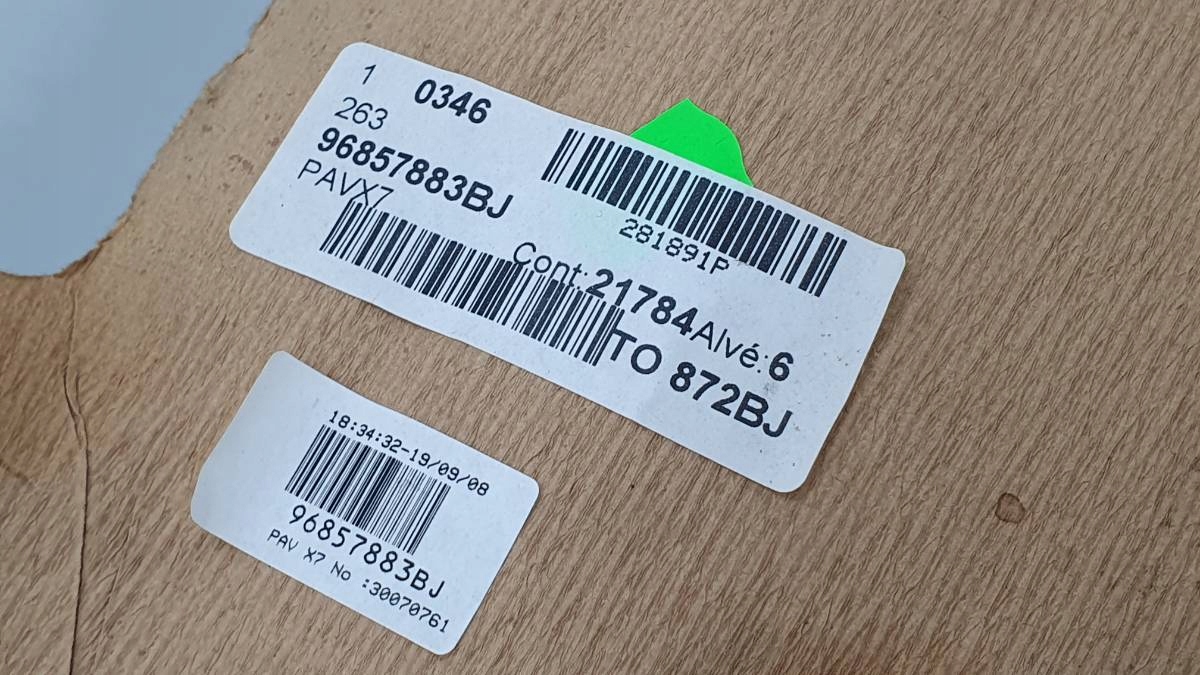 1 0346
263
96857883BJ
PAVX7
281891P
Cont:21784Alvé:6
TO 872BJ
18:34:32-19/09/08
96857883BJ
PAV X7 No :30070761